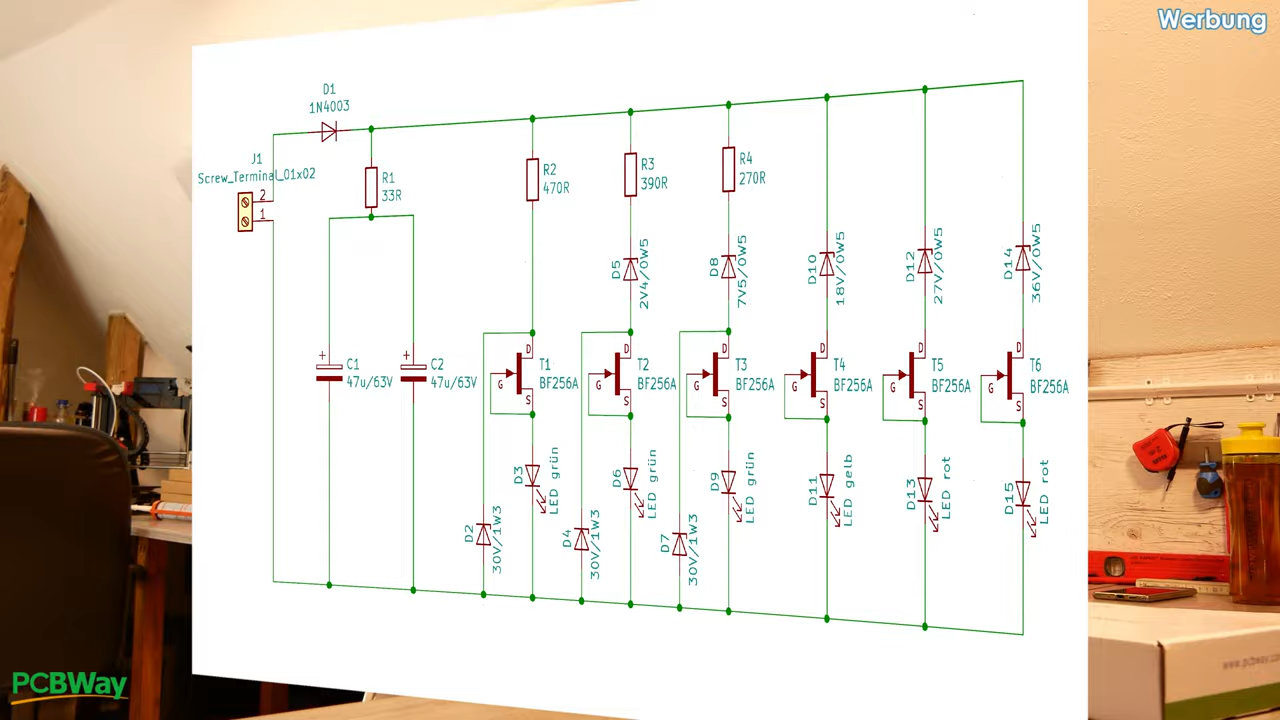 Werbung
D1
1N4003
J1
Screw_Terminal_01x02
2
1
R1
33R
R2
470R
R3
390R
R4
270R
D5
2V4/0W5
D8
7V5/0W5
D10
18V/0W5
D12
27V/0W5
D14
36V/0W5
+
C1
47u/63V
+
C2
47u/63V
D
G
S
T1
BF256A
D
G
S
T2
BF256A
D
G
S
T3
BF256A
D
G
S
T4
BF256A
D
G
S
T5
BF256A
D
G
S
T6
BF256A
D3
LED grün
D6
LED grün
D9
LED grün
D11
LED gelb
D13
LED rot
D15
LED rot
D2
30V/1W3
D4
30V/1W3
D7
30V/1W3
PCBWay